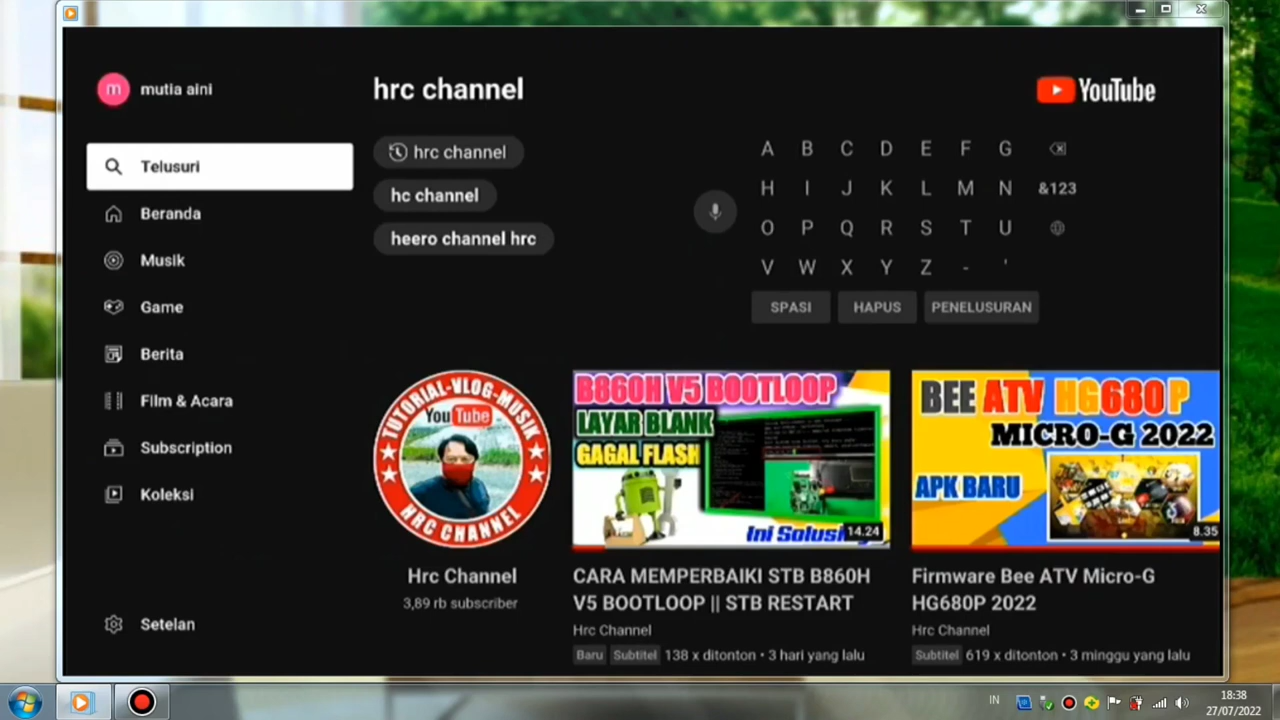 m mutia aini
hrc channel
YouTube
Telusuri
Beranda
Musik
Game
Berita
Film & Acara
Subscription
Koleksi
Setelan
hrc channel
hc channel
heero channel hrc
A B C D E F G
H I J K L M N &123
O P Q R S T U
V W X Y Z - '
SPASI HAPUS PENELUSURAN
TUTORIAL-VLOG-MUSIK
YouTube
HRC CHANNEL
Hrc Channel
3,89 rb subscriber
B860H V5 BOOTLOOP
LAYAR BLANK
GAGAL FLASH
14.24
CARA MEMPERBAIKI STB B860H
V5 BOOTLOOP || STB RESTART
Hrc Channel
Baru Subtitel 138 x ditonton • 3 hari yang lalu
BEE ATV HG680P
MICRO-G 2022
APK BARU
8.35
Firmware Bee ATV Micro-G
HG680P 2022
Hrc Channel
Subtitel 619 x ditonton • 3 minggu yang lalu
IN
18:38
27/07/2022